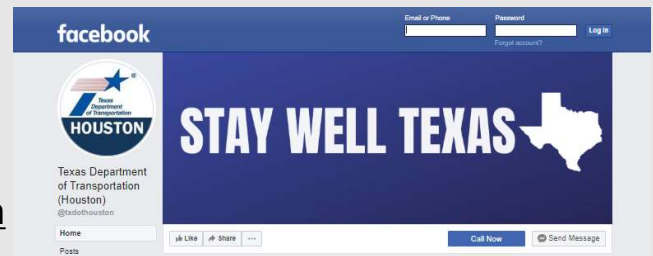 facebook
Email or Phone
Password
Log In
Forgot account?
Texas
Department
of Transportation
HOUSTON
STAY WELL TEXAS
Texas Department
of Transportation
(Houston)
@txdothouston
Home
Posts
Like
Share
...
Call Now
Send Message